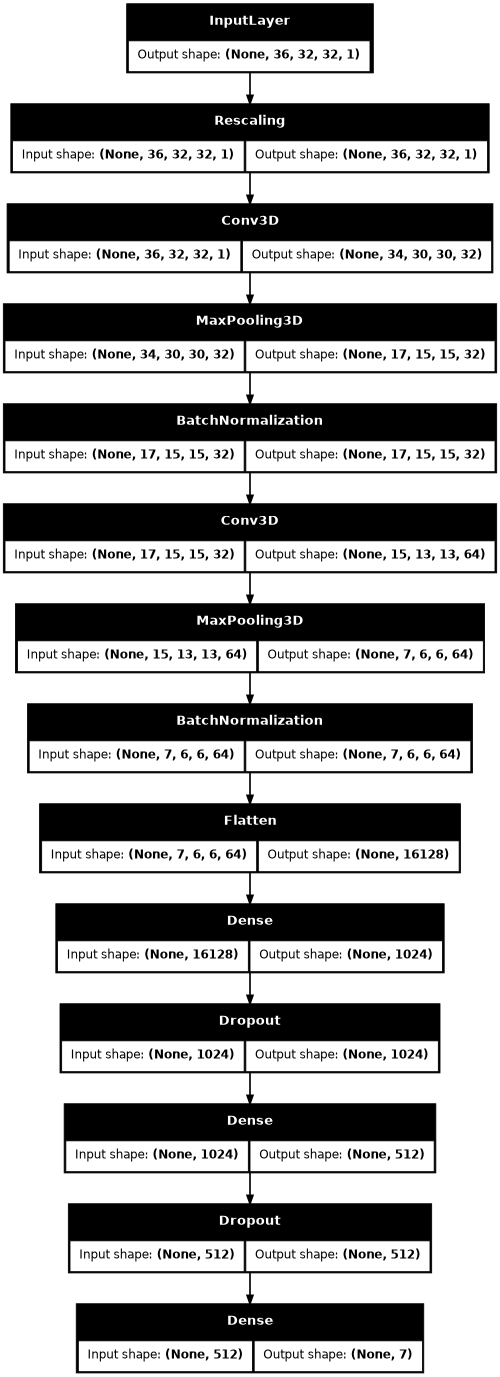 InputLayer
Output shape: (None, 36, 32, 32, 1)
Rescaling
Input shape: (None, 36, 32, 32, 1) Output shape: (None, 36, 32, 32, 1)
Conv3D
Input shape: (None, 36, 32, 32, 1) Output shape: (None, 34, 30, 30, 32)
MaxPooling3D
Input shape: (None, 34, 30, 30, 32) Output shape: (None, 17, 15, 15, 32)
BatchNormalization
Input shape: (None, 17, 15, 15, 32) Output shape: (None, 17, 15, 15, 32)
Conv3D
Input shape: (None, 17, 15, 15, 32) Output shape: (None, 15, 13, 13, 64)
MaxPooling3D
Input shape: (None, 15, 13, 13, 64) Output shape: (None, 7, 6, 6, 64)
BatchNormalization
Input shape: (None, 7, 6, 6, 64) Output shape: (None, 7, 6, 6, 64)
Flatten
Input shape: (None, 7, 6, 6, 64) Output shape: (None, 16128)
Dense
Input shape: (None, 16128) Output shape: (None, 1024)
Dropout
Input shape: (None, 1024) Output shape: (None, 1024)
Dense
Input shape: (None, 1024) Output shape: (None, 512)
Dropout
Input shape: (None, 512) Output shape: (None, 512)
Dense
Input shape: (None, 512) Output shape: (None, 7)